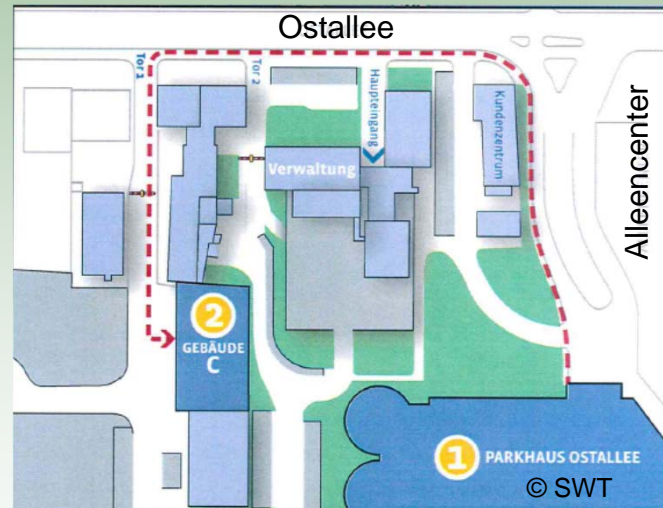 Ostallee
Tor 1
Tor 2
Haupteingang
Kundenzentrum
Verwaltung
Alleencenter
2
GEBÄUDE
C
1 PARKHAUS OSTALLEE
© SWT